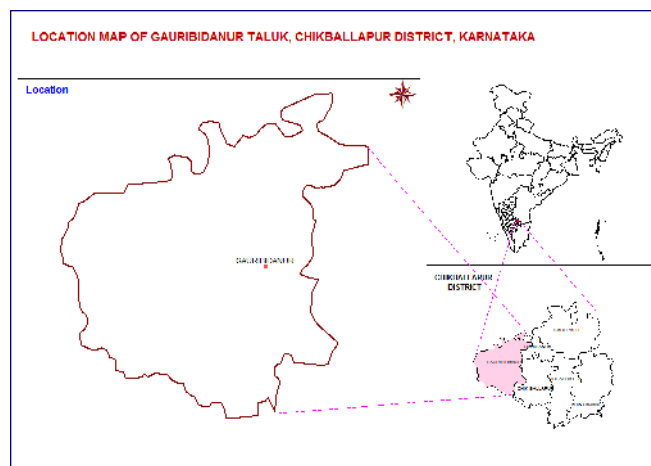 LOCATION MAP OF GAURIBIDANUR TALUK, CHIKBALLAPUR DISTRICT, KARNATAKA
Location
GAURIBIDANUR
CHIKBALLAPUR
DISTRICT